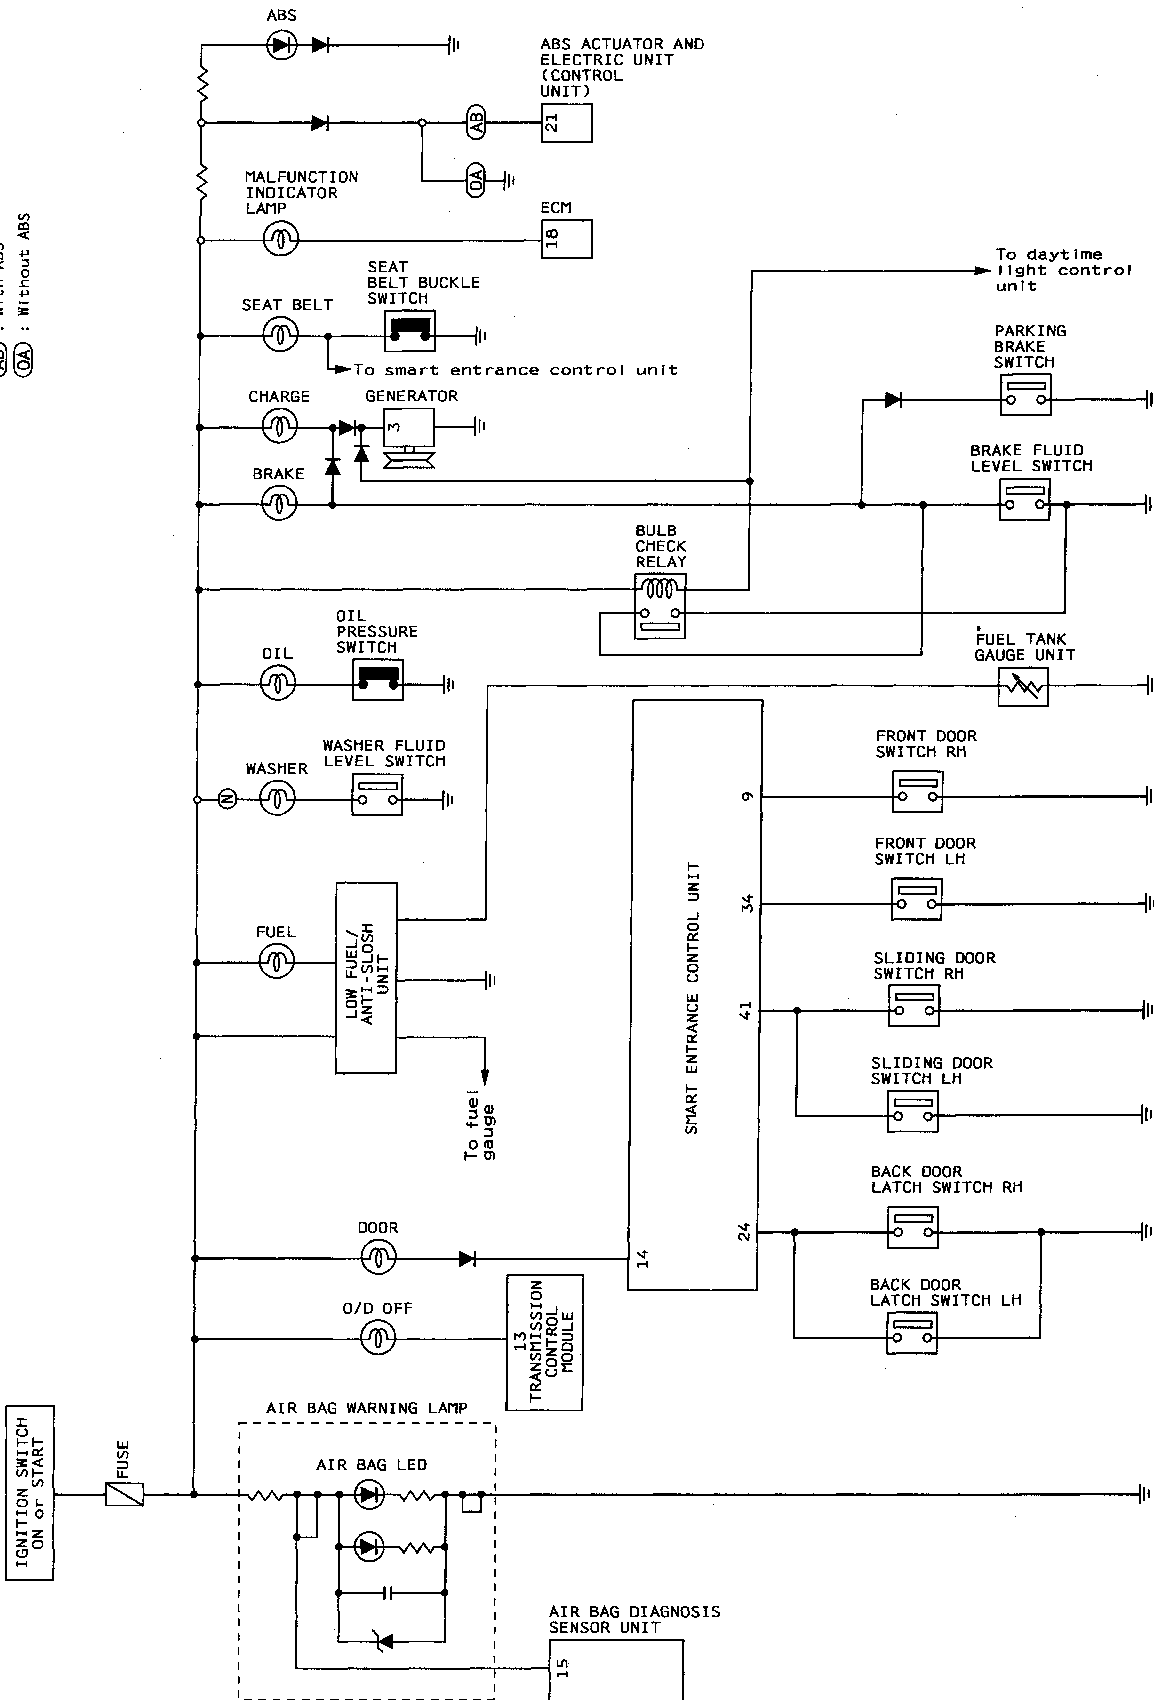 ABS
ABS ACTUATOR AND
ELECTRIC UNIT
(CONTROL
UNIT)
21
AB
OA
MALFUNCTION
INDICATOR
LAMP
ECM
18
OA : Without ABS
SEAT
BELT BUCKLE
SWITCH
SEAT BELT
To smart entrance control unit
To daytime
light control
unit
PARKING
BRAKE
SWITCH
CHARGE
GENERATOR
3
BRAKE
BRAKE FLUID
LEVEL SWITCH
BULB
CHECK
RELAY
OIL
PRESSURE
SWITCH
OIL
FUEL TANK
GAUGE UNIT
WASHER FLUID
LEVEL SWITCH
WASHER
N
FRONT DOOR
SWITCH RH
9
FRONT DOOR
SWITCH LH
34
SMART ENTRANCE CONTROL UNIT
FUEL
LOW FUEL/
ANTI-SLOSH
UNIT
SLIDING DOOR
SWITCH RH
41
SLIDING DOOR
SWITCH LH
To fuel
gauge
BACK DOOR
LATCH SWITCH RH
24
DOOR
14
BACK DOOR
LATCH SWITCH LH
O/D OFF
13
TRANSMISSION
CONTROL
MODULE
AIR BAG WARNING LAMP
IGNITION SWITCH
ON or START
FUSE
AIR BAG LED
AIR BAG DIAGNOSIS
SENSOR UNIT
15